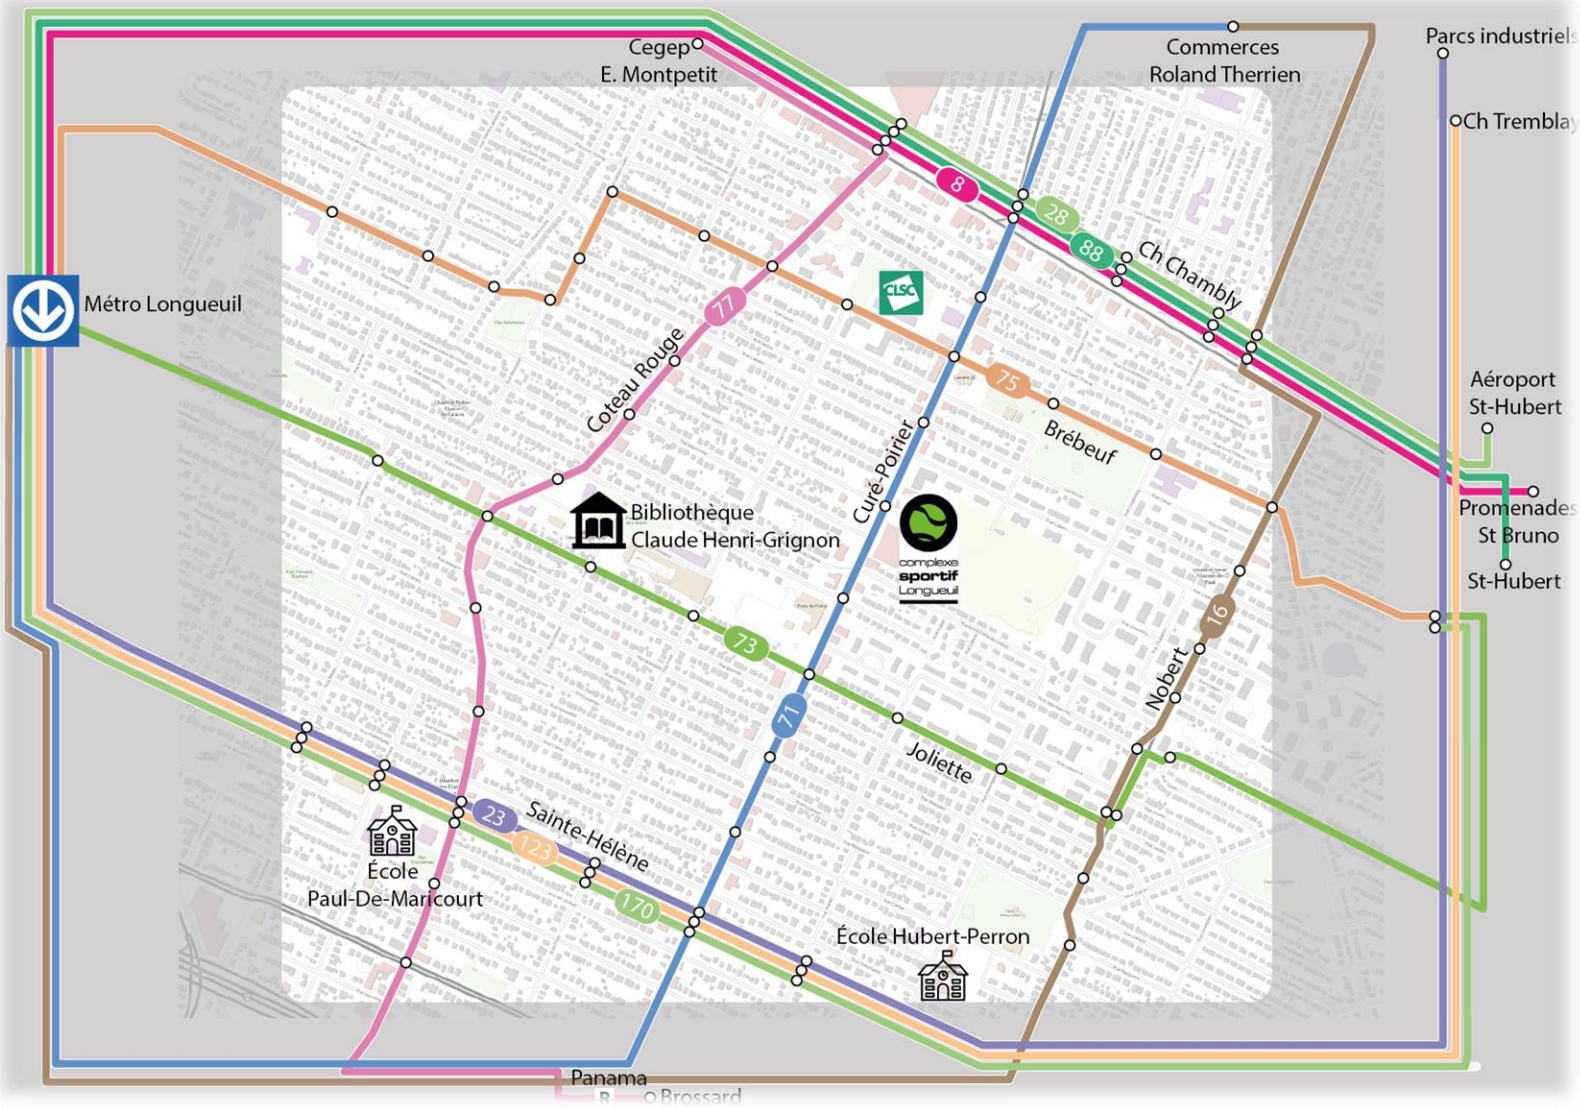 Cegep
E. Montpetit
Commerces
Roland Therrien
Parcs industriels
Ch Tremblay
8
28
88
Ch Chambly
Métro Longueuil
77
CLSC
Coteau Rouge
75
Aéroport
St-Hubert
Brébeuf
Curé-Poirier
Bibliothèque
Claude Henri-Grignon
complexe
sportif
Longueuil
Promenades
St Bruno
St-Hubert
16
73
Nobert
71
Joliette
23
Sainte-Hélène
123
École
Paul-De-Maricourt
170
École Hubert-Perron
Panama
R
Brossard